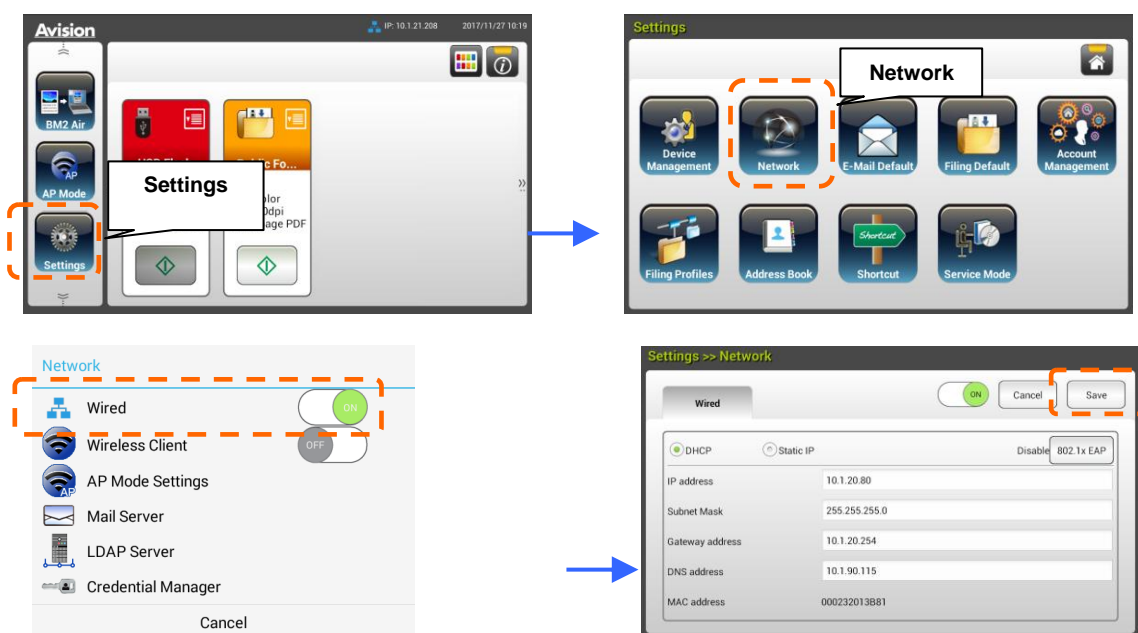 Avision
IP: 10.1.21.208 2017/11/27 10:19
BM2 Air
AP
AP Mode
Settings
Settings
color
age PDF
Settings
Network
Device
Management
Network
E-Mail Default
Filing Default
Account
Management
Filing Profiles
Address Book
Shortcut
Shortcut
Service Mode
Network
Wired ON
Wireless Client OFF
AP
AP Mode Settings
Mail Server
LDAP Server
Credential Manager
Cancel
Settings >> Network
Wired ON Cancel Save
DHCP Static IP Disable 802.1x EAP
IP address 10.1.20.80
Subnet Mask 255.255.255.0
Gateway address 10.1.20.254
DNS address 10.1.90.115
MAC address 000232013B81